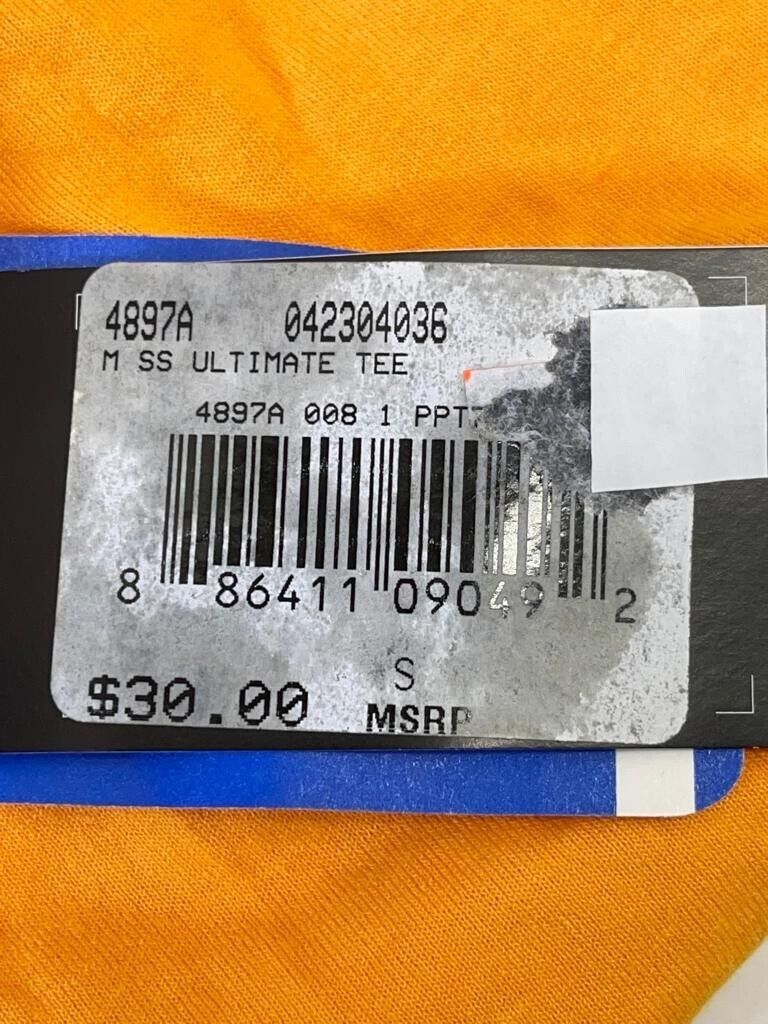 4897A 042304036
M SS ULTIMATE TEE
4897A 008 1
8 86411 09049 2
S
$30.00 MSRP